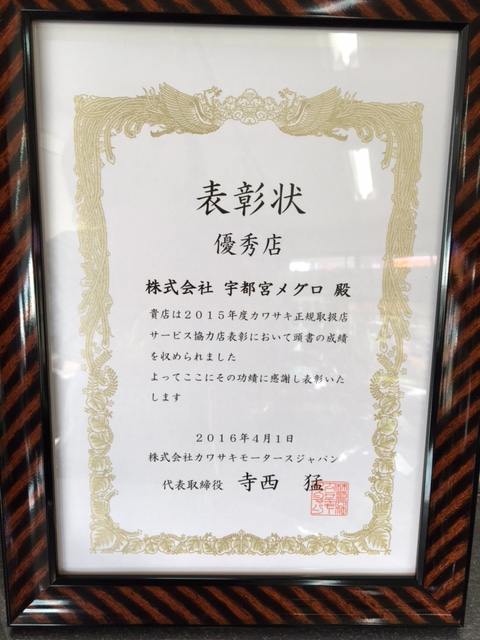 表彰状
優秀店
株式会社 宇都宮メグロ 殿
貴店は2015年度カワサキ正規取扱店
サービス協力店表彰において頭書の成績
を収められました
よってここにその功績に感謝し表彰いた
します
2016年4月1日
株式会社カワサキモータースジャパン
代表取締役 寺西 猛